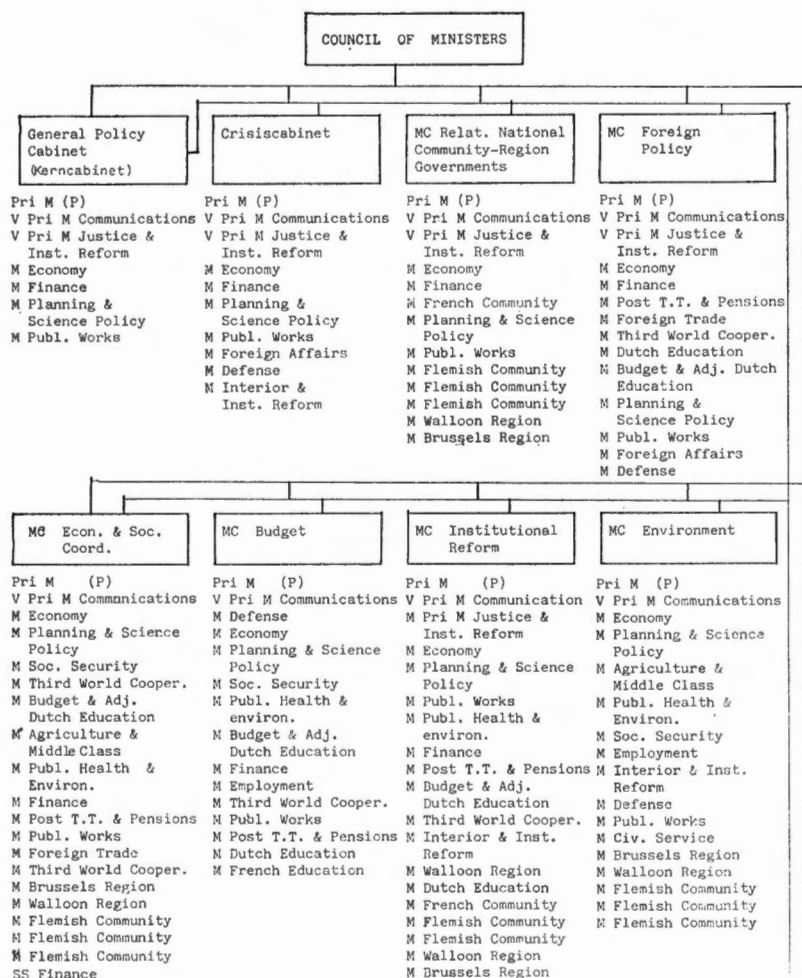 COUNCIL OF MINISTERS
General Policy
Cabinet
(Kerncabinet)
Pri M (P)
V Pri M Communications
V Pri M Justice &
Inst. Reform
M Economy
M Finance
M Planning &
Science Policy
M Publ. Works
Crisiscabinet
Pri M (P)
V Pri M Communications
V Pri M Justice &
Inst. Reform
M Economy
M Finance
M Planning &
Science Policy
M Publ. Works
M Foreign Affairs
M Defense
M Interior &
Inst. Reform
MC Relat. National
Community-Region
Governments
Pri M (P)
V Pri M Communications
V Pri M Justice &
Inst. Reform
M Economy
M Finance
M French Community
M Planning & Science
Policy
M Publ. Works
M Flemish Community
M Flemish Community
M Flemish Community
M Walloon Region
M Brussels Region
MC Foreign
Policy
Pri M (P)
V Pri M Communications
V Pri M Justice &
Inst. Reform
M Economy
M Finance
M Post T.T. & Pensions
M Foreign Trade
M Third World Cooper.
M Dutch Education
M Budget & Adj. Dutch
Education
M Planning &
Science Policy
M Publ. Works
M Foreign Affairs
M Defense
MC Econ. & Soc.
Coord.
Pri M (P)
V Pri M Communications
M Economy
M Planning & Science
Policy
M Soc. Security
M Third World Cooper.
M Budget & Adj.
Dutch Education
M Agriculture &
Middle Class
M Publ. Health &
Environ.
M Finance
M Post T.T. & Pensions
M Publ. Works
M Foreign Trade
M Third World Cooper.
M Brussels Region
M Walloon Region
M Flemish Community
M Flemish Community
M Flemish Community
SS Finance
MC Budget
Pri M (P)
V Pri M Communications
M Defense
M Economy
M Planning & Science
Policy
M Soc. Security
M Publ. Health &
environ.
M Budget & Adj.
Dutch Education
M Finance
M Employment
M Third World Cooper.
M Publ. Works
M Post T.T. & Pensions
M Dutch Education
M French Education
MC Institutional
Reform
Pri M (P)
V Pri M Communication
M Pri M Justice &
Inst. Reform
M Economy
M Planning & Science
Policy
M Publ. Works
M Publ. Health &
environ.
M Finance
M Post T.T. & Pensions
M Budget & Adj.
Dutch Education
M Third World Cooper.
M Interior & Inst.
Reform
M Walloon Region
M Dutch Education
M French Community
M Flemish Community
M Flemish Community
M Walloon Region
M Brussels Region
MC Environment
Pri M (P)
V Pri M Communications
M Economy
M Planning & Science
Policy
M Agriculture &
Middle Class
M Publ. Health &
Environ.
M Soc. Security
M Employment
M Interior & Inst.
Reform
M Defense
M Publ. Works
M Civ. Service
M Brussels Region
M Walloon Region
M Flemish Community
M Flemish Community
M Flemish Community